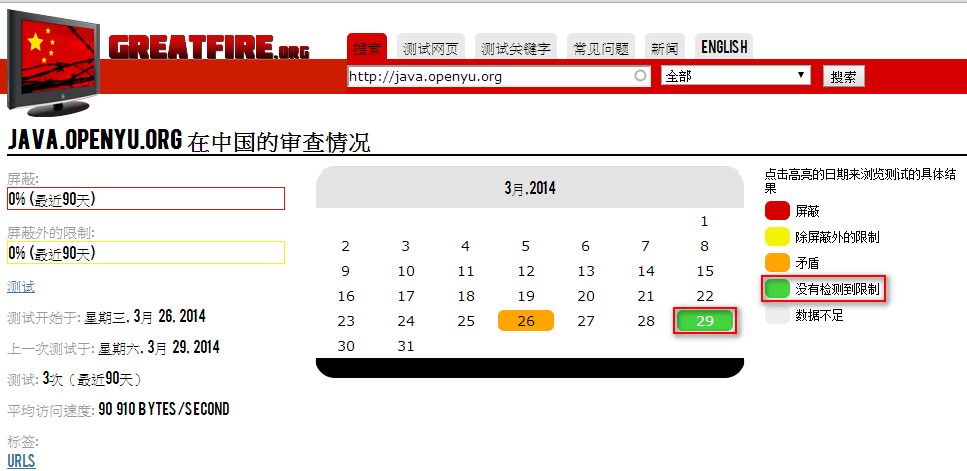 GREATFIRE.ORG
搜索 测试网页 测试关键字 常见问题 新闻 ENGLISH
http://java.openyu.org 全部 搜索
JAVA.OPENYU.ORG 在中国的审查情况
屏蔽:
0% (最近90天)
屏蔽外的限制:
0% (最近90天)
测试
测试开始于: 星期三, 3月 26, 2014
上一次测试于: 星期六, 3月 29, 2014
测试: 3次（最近90天）
平均访问速度: 90 910 BYTES/SECOND
标签:
URLS
3月, 2014
1
2 3 4 5 6 7 8
9 10 11 12 13 14 15
16 17 18 19 20 21 22
23 24 25 26 27 28 29
30 31
点击高亮的日期来浏览测试的具体结
果
屏蔽
除屏蔽外的限制
矛盾
没有检测到限制
数据不足